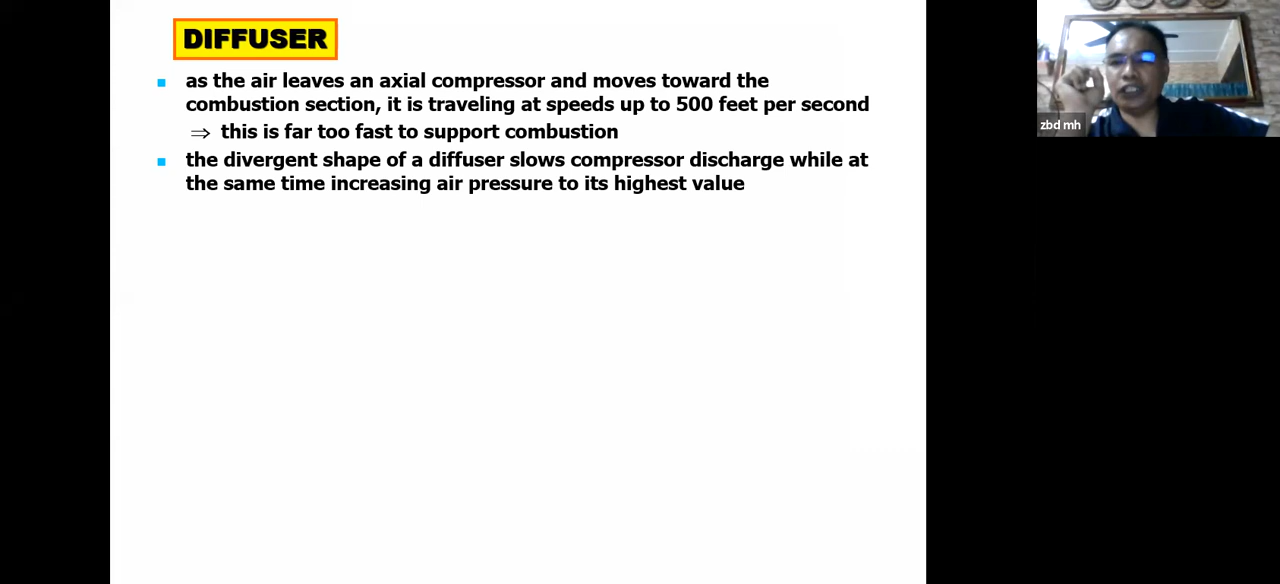 DIFFUSER
▪ as the air leaves an axial compressor and moves toward the
combustion section, it is traveling at speeds up to 500 feet per second
⇒ this is far too fast to support combustion
▪ the divergent shape of a diffuser slows compressor discharge while at
the same time increasing air pressure to its highest value
zbd mh